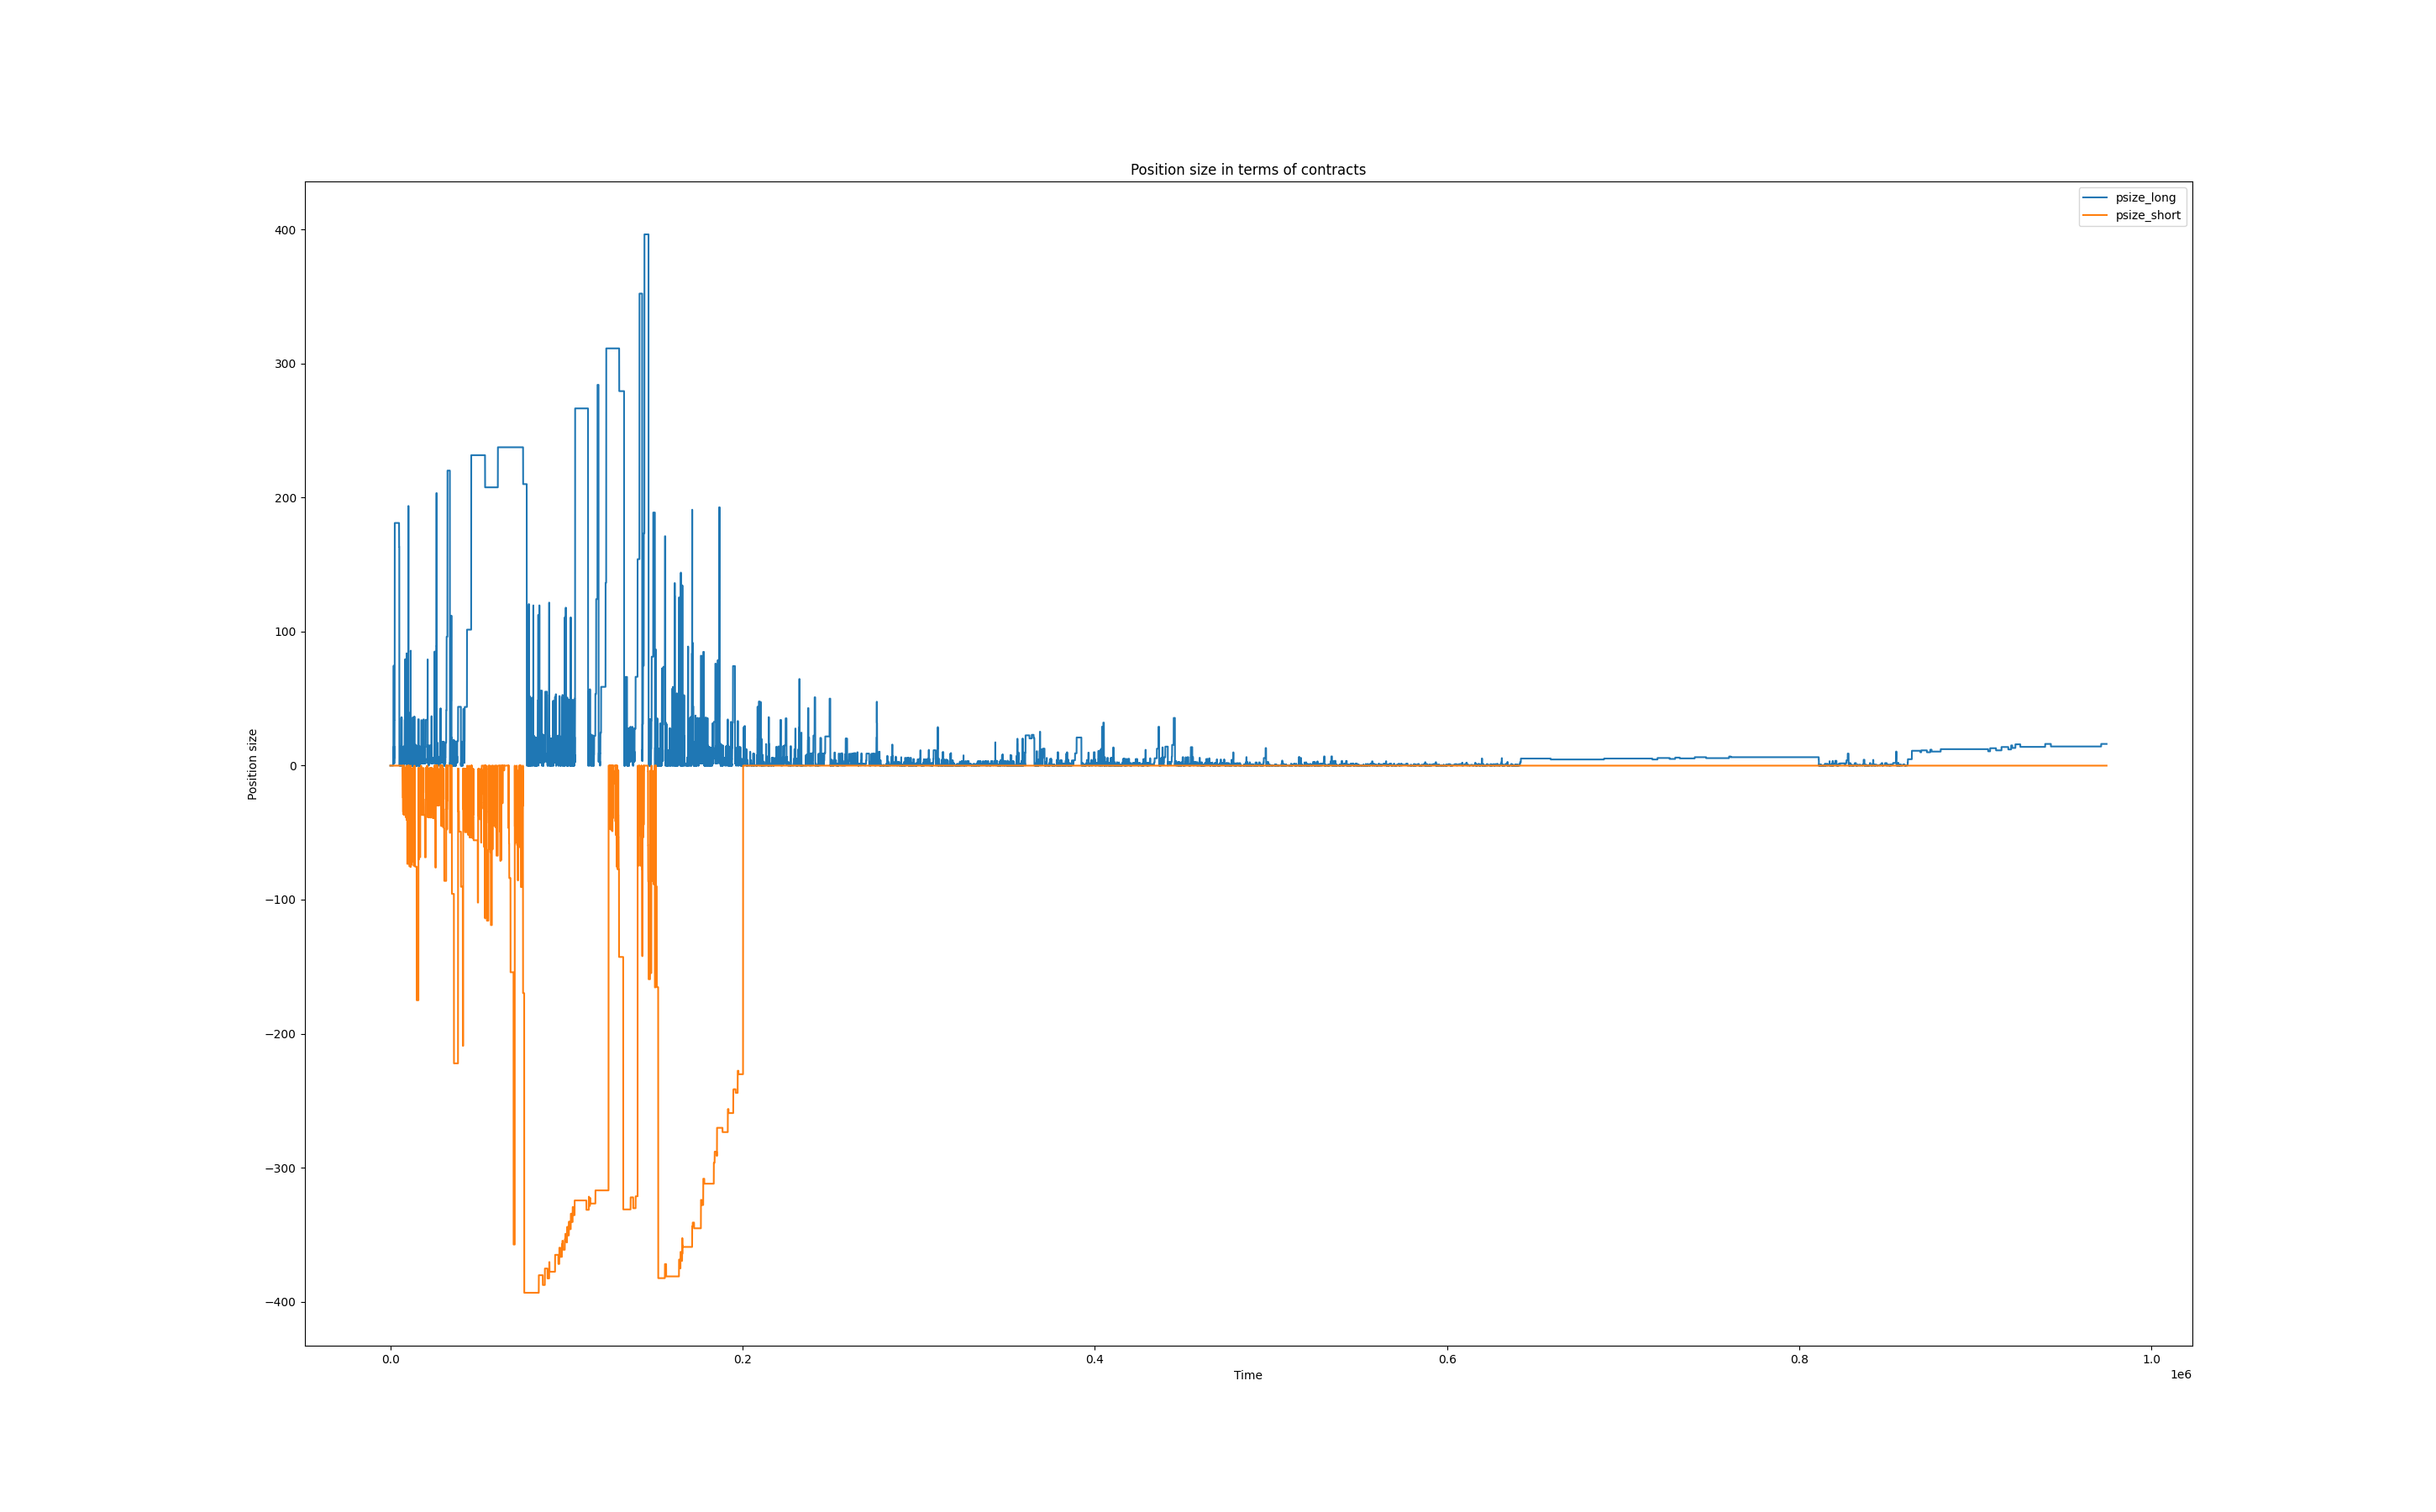 Position size in terms of contracts
psize_long
psize_short
400
300
200
100
0
−100
−200
−300
−400
Position size
0.0
0.2
0.4
0.6
0.8
1.0
Time
1e6